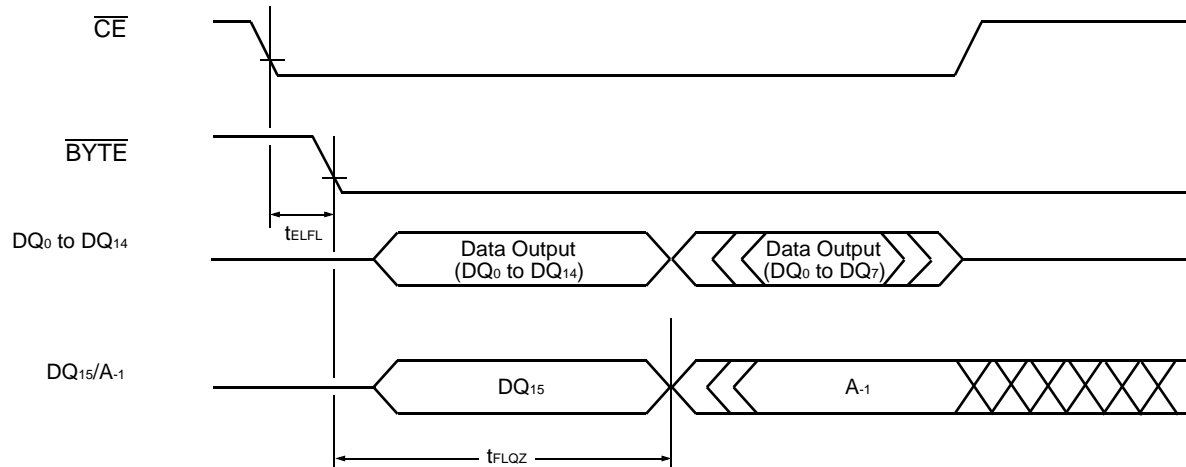 CE
BYTE
tELFL
DQ0 to DQ14
Data Output
(DQ0 to DQ14)
Data Output
(DQ0 to DQ7)
DQ15/A-1
DQ15
A-1
tFLQZ